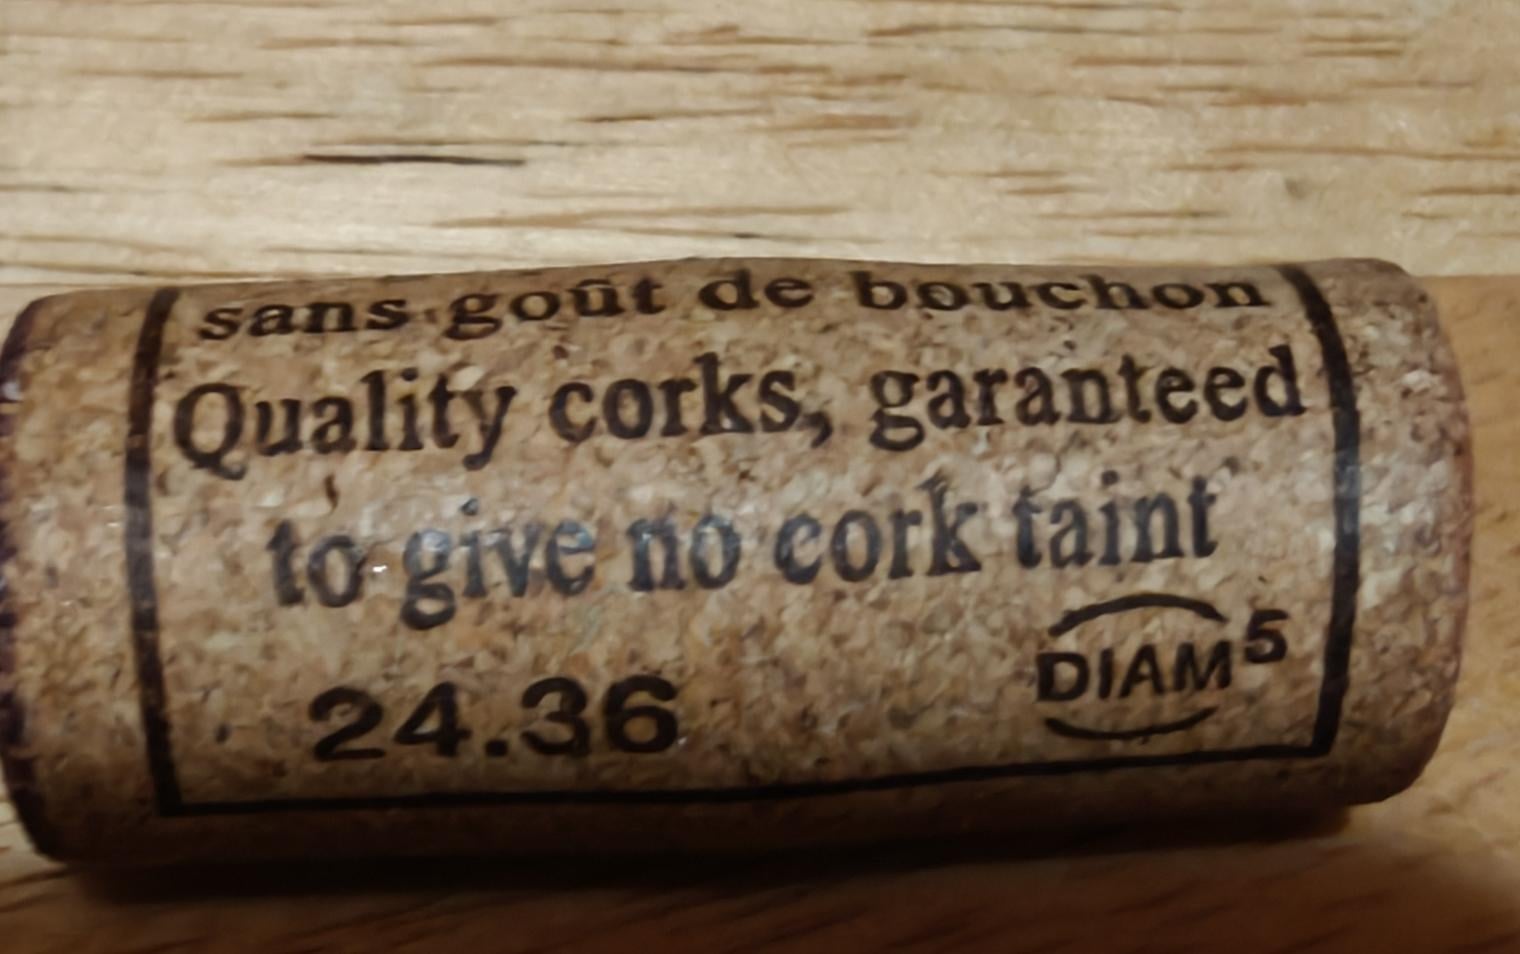 sans goût de bouchon
Quality corks, garanteed
to give no cork taint
24.36
DIAM5